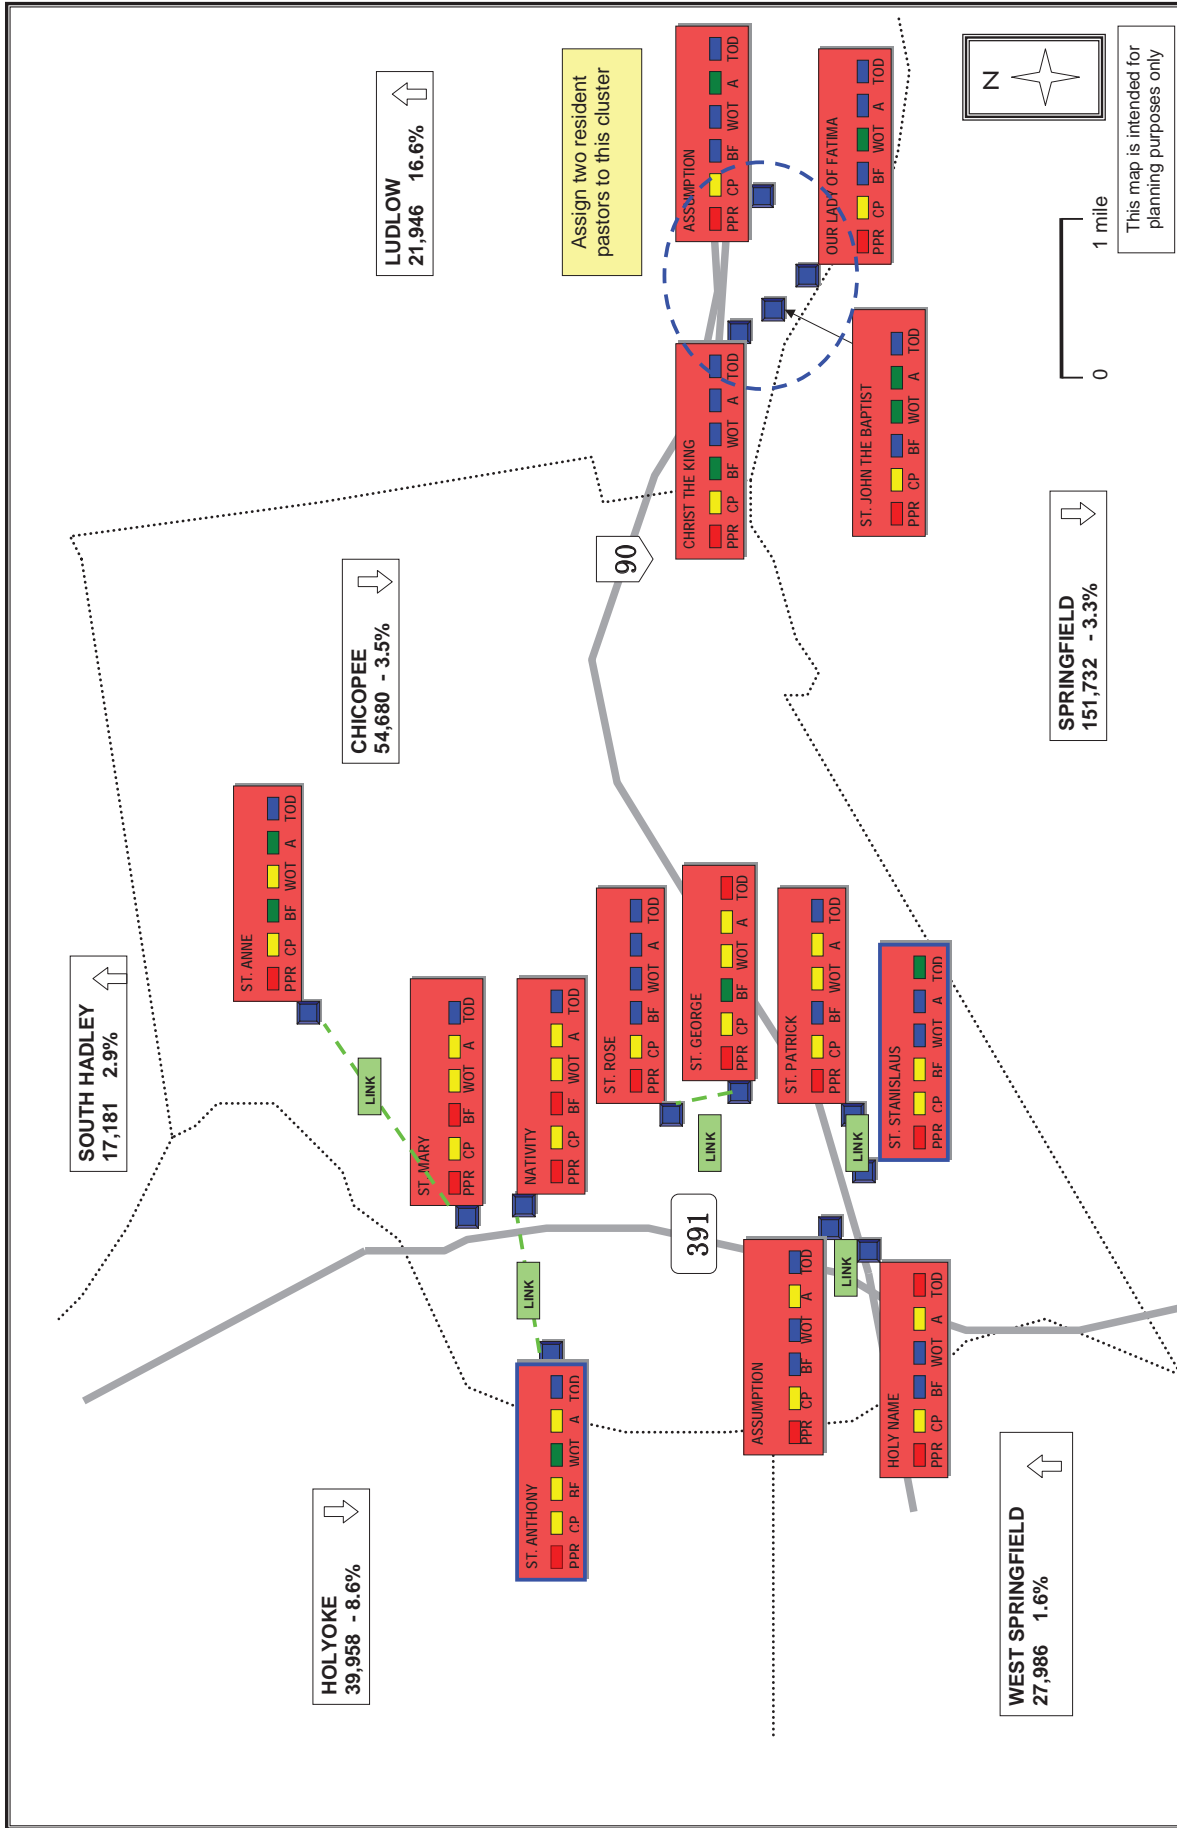 SOUTH HADLEY
17,181 2.9%
LUDLOW
21,946 16.6%
CHICOPEE
54,680 - 3.5%
HOLYOKE
39,958 - 8.6%
ST. ANNE
PPR CP BF WOT A TOD
LINK
ST. MARY
PPR CP BF WOT A TOD
NATIVITY
PPR CP BF WOT A TOD
LINK
ST. ANTHONY
PPR CP BF WOT A TOD
Assign two resident
pastors to this cluster
90
ST. ROSE
PPR CP BF WOT A TOD
LINK
ST. GEORGE
PPR CP BF WOT A TOD
391
CHRIST THE KING
PPR CP BF WOT A TOD
ASSUMPTION
PPR CP BF WOT A TOD
ST. PATRICK
PPR CP BF WOT A TOD
LINK
ST. STANISLAUS
PPR CP BF WOT A TOD
ASSUMPTION
PPR CP BF WOT A TOD
LINK
HOLY NAME
PPR CP BF WOT A TOD
OUR LADY OF FATIMA
PPR CP BF WOT A TOD
ST. JOHN THE BAPTIST
PPR CP BF WOT A TOD
WEST SPRINGFIELD
27,986 1.6%
SPRINGFIELD
151,732 - 3.3%
N
0 1 mile
This map is intended for
planning purposes only